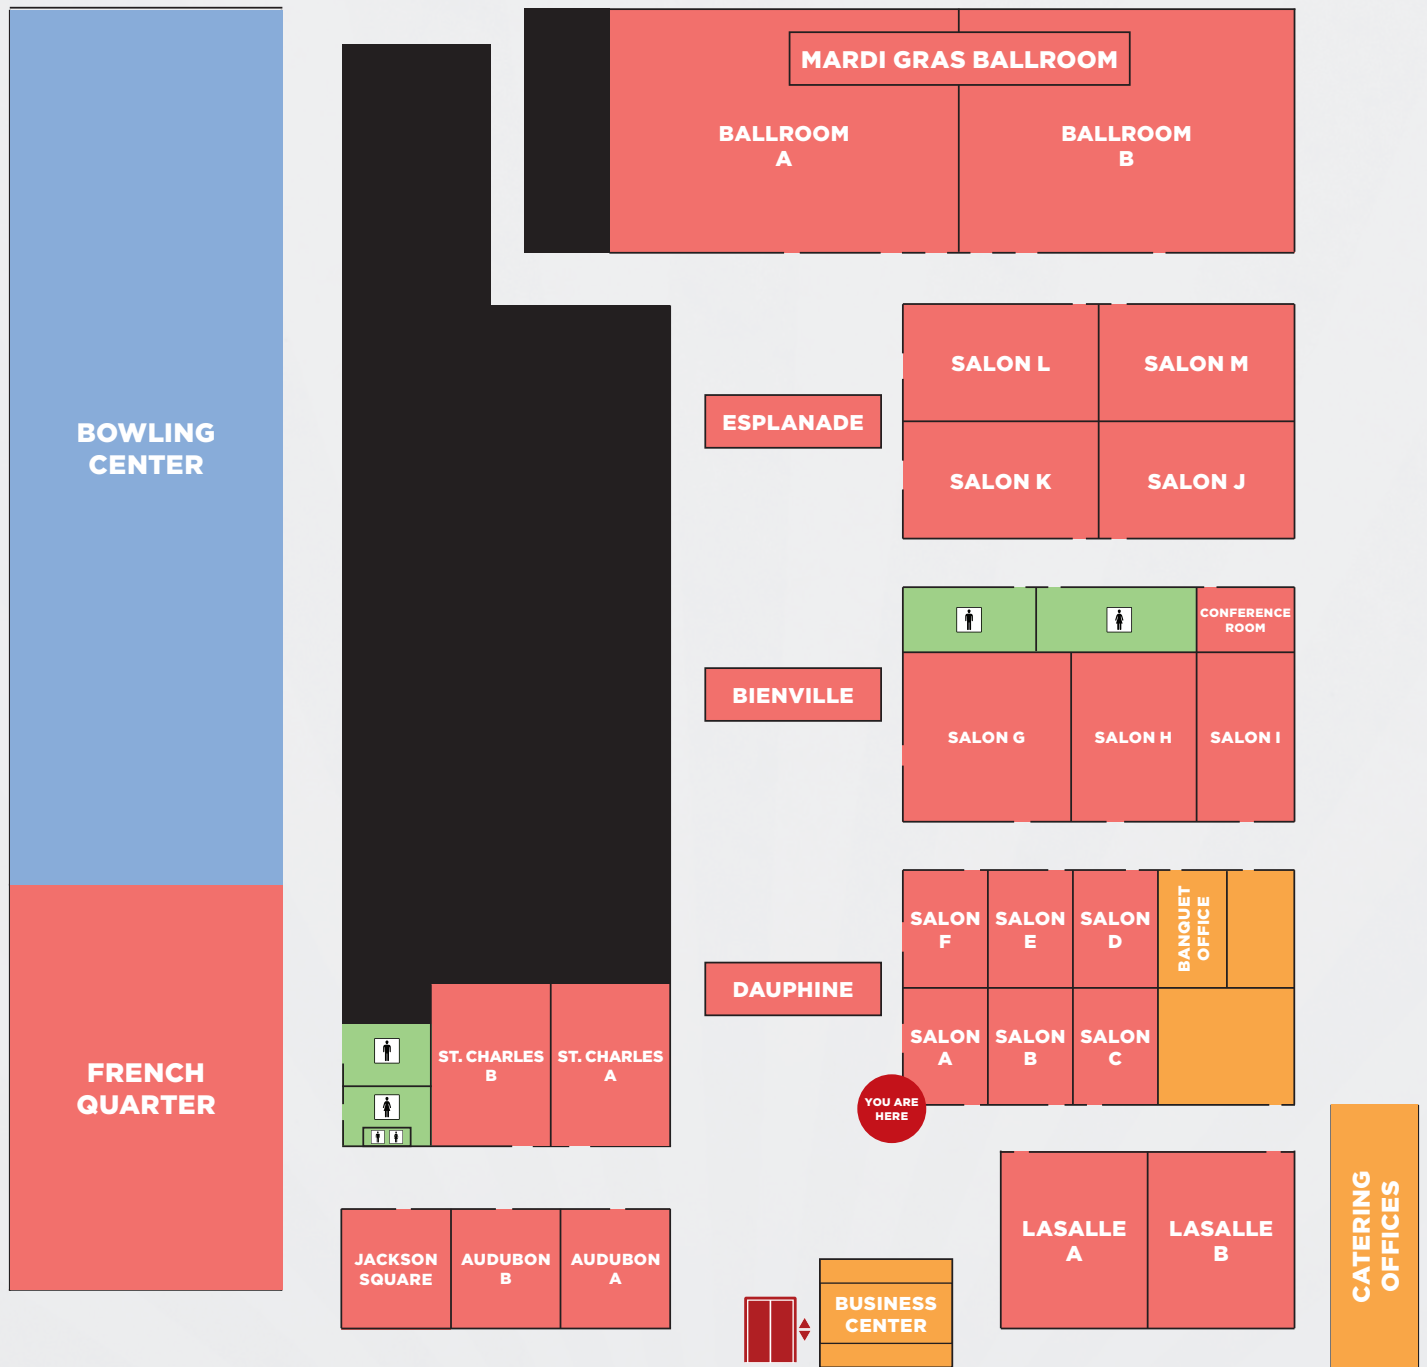 MARDI GRAS BALLROOM
BALLROOM
A
BALLROOM
B
SALON L
SALON M
ESPLANADE
SALON K
SALON J
BOWLING
CENTER
CONFERENCE
ROOM
BIENVILLE
SALON G
SALON H
SALON I
SALON
F
SALON
E
SALON
D
BANQUET
OFFICE
DAUPHINE
SALON
A
SALON
B
SALON
C
ST. CHARLES
B
ST. CHARLES
A
FRENCH
QUARTER
YOU ARE
HERE
LASALLE
A
LASALLE
B
CATERING
OFFICES
JACKSON
SQUARE
AUDUBON
B
AUDUBON
A
BUSINESS
CENTER